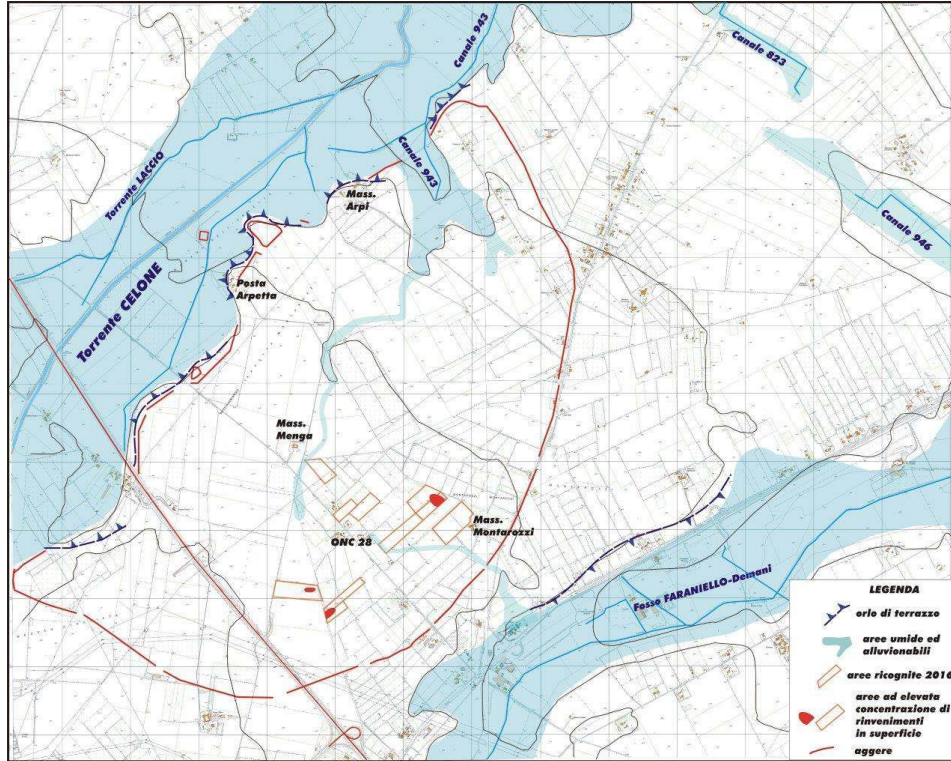 Canale 943
Canale 823
Torrente LACCIO
Canale 943
Mass.
Arpi
Canale 946
Torrente CELONE
Posta
Arpetta
Mass.
Menga
Mass.
Montarozzi
ONC 28
Fosso FARANIELLO-Demani
LEGENDA
orlo di terrazzo
aree umide ed
alluvionabili
aree ricognite 2016
aree ad elevata
concentrazione di
rinvenimenti
in superficie
aggere